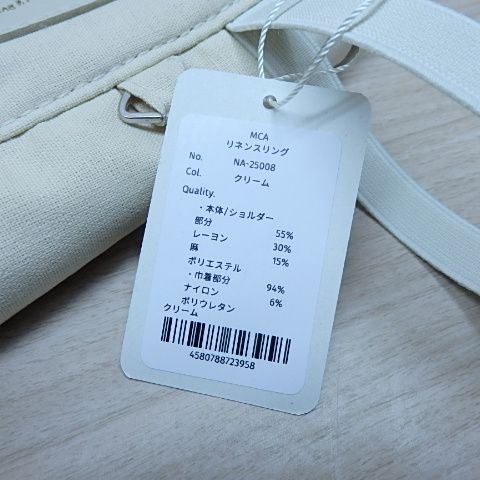 MCA
リネンスリング
No. NA-25008
Col. クリーム
Quality.
・本体/ショルダー
部分 55%
レーヨン 30%
麻 15%
ポリエステル
・巾着部分 94%
ナイロン 6%
ポリウレタン
クリーム
4580788723958